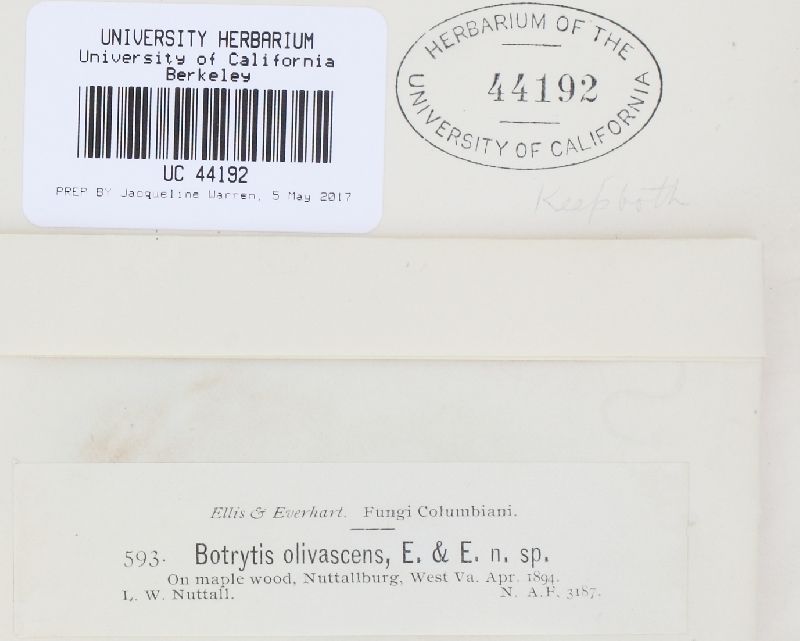 UNIVERSITY HERBARIUM
University of California
Berkeley
UC 44192
PREP BY Jacqueline Warren, 5 May 2017
HERBARIUM OF THE
44192
UNIVERSITY OF CALIFORNIA
Keep both
Ellis & Everhart. Fungi Columbiani.
593. Botrytis olivascens, E. & E. n. sp.
On maple wood, Nuttallburg, West Va. Apr. 1894.
L. W. Nuttall. N. A.F. 3187.